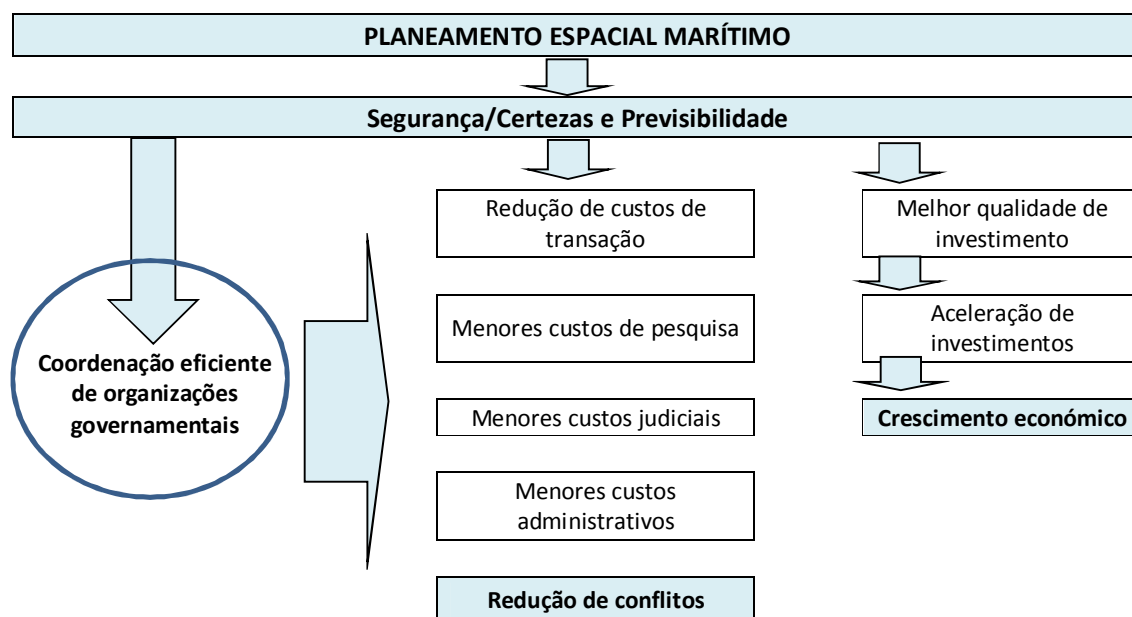 PLANEAMENTO ESPACIAL MARÍTIMO
Segurança/Certezas e Previsibilidade
Coordenação eficiente
de organizações
governamentais
Redução de custos de
transação
Menores custos de pesquisa
Menores custos judiciais
Menores custos
administrativos
Redução de conflitos
Melhor qualidade de
investimento
Aceleração de
investimentos
Crescimento económico